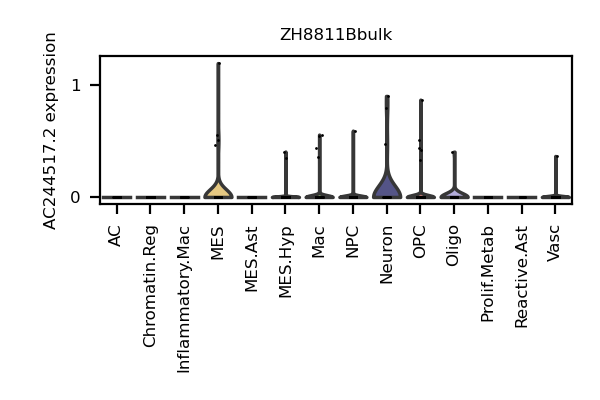 ZH8811Bbulk
AC244517.2 expression
1
0
AC
Chromatin.Reg
Inflammatory.Mac
MES
MES.Ast
MES.Hyp
Mac
NPC
Neuron
OPC
Oligo
Prolif.Metab
Reactive.Ast
Vasc